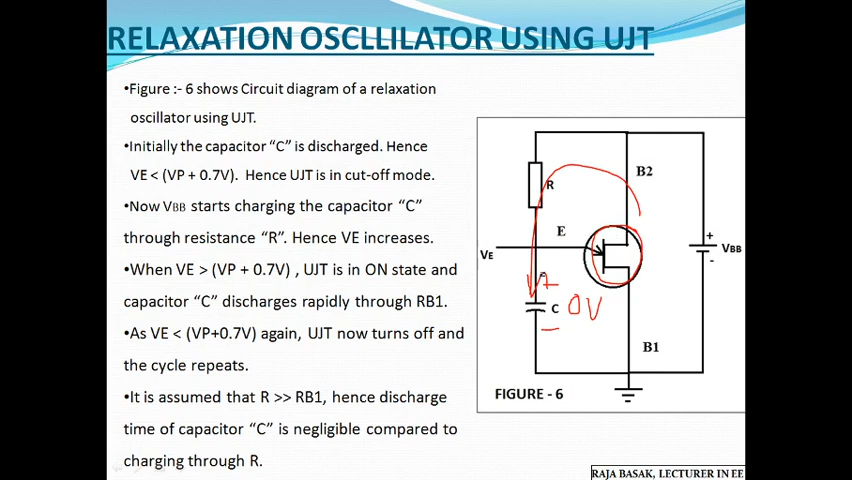 RELAXATION OSCLLILATOR USING UJT
•Figure :- 6 shows Circuit diagram of a relaxation
oscillator using UJT.
•Initially the capacitor “C” is discharged. Hence
VE < (VP + 0.7V). Hence UJT is in cut-off mode.
•Now VBB starts charging the capacitor “C”
through resistance “R”. Hence VE increases.
•When VE > (VP + 0.7V) , UJT is in ON state and
capacitor “C” discharges rapidly through RB1.
•As VE < (VP+0.7V) again, UJT now turns off and
the cycle repeats.
•It is assumed that R >> RB1, hence discharge
time of capacitor “C” is negligible compared to
charging through R.
B2
R
E
VE
+
VBB
-
+
C
0V
-
B1
FIGURE - 6
RAJA BASAK, LECTURER IN EE